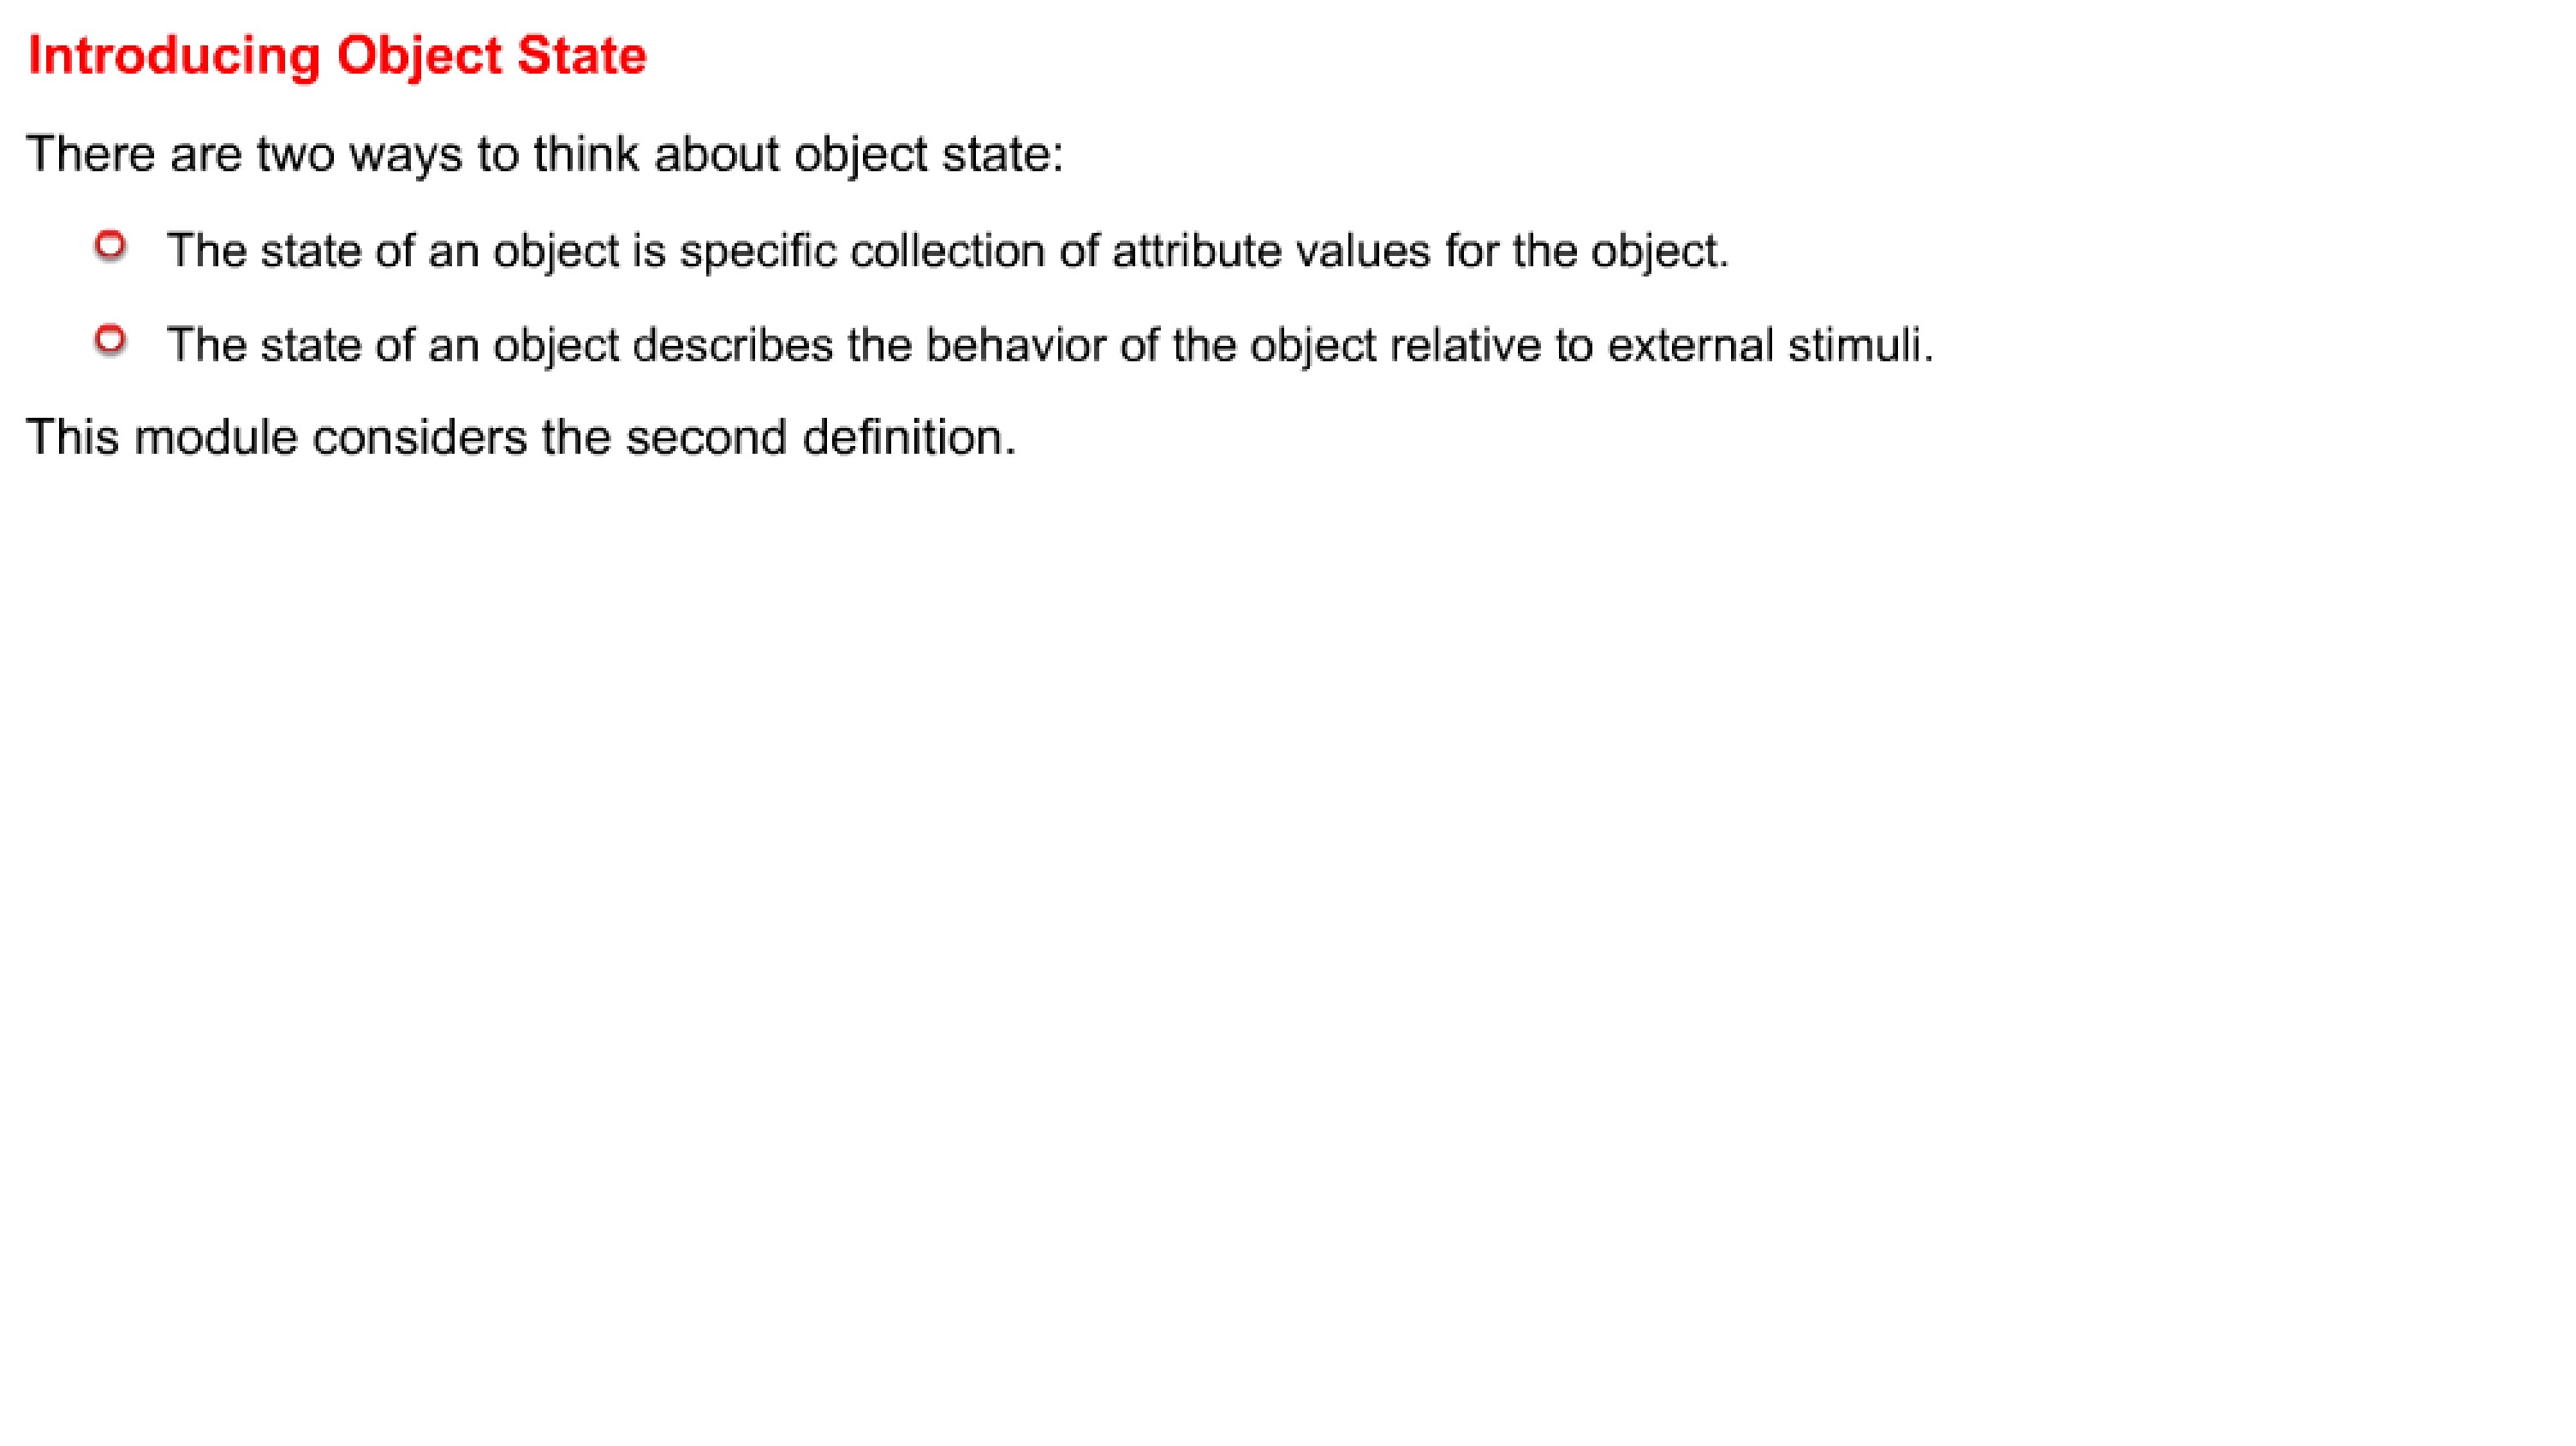 Introducing Object State
There are two ways to think about object state:
The state of an object is specific collection of attribute values for the object.
The state of an object describes the behavior of the object relative to external stimuli.
This module considers the second definition.